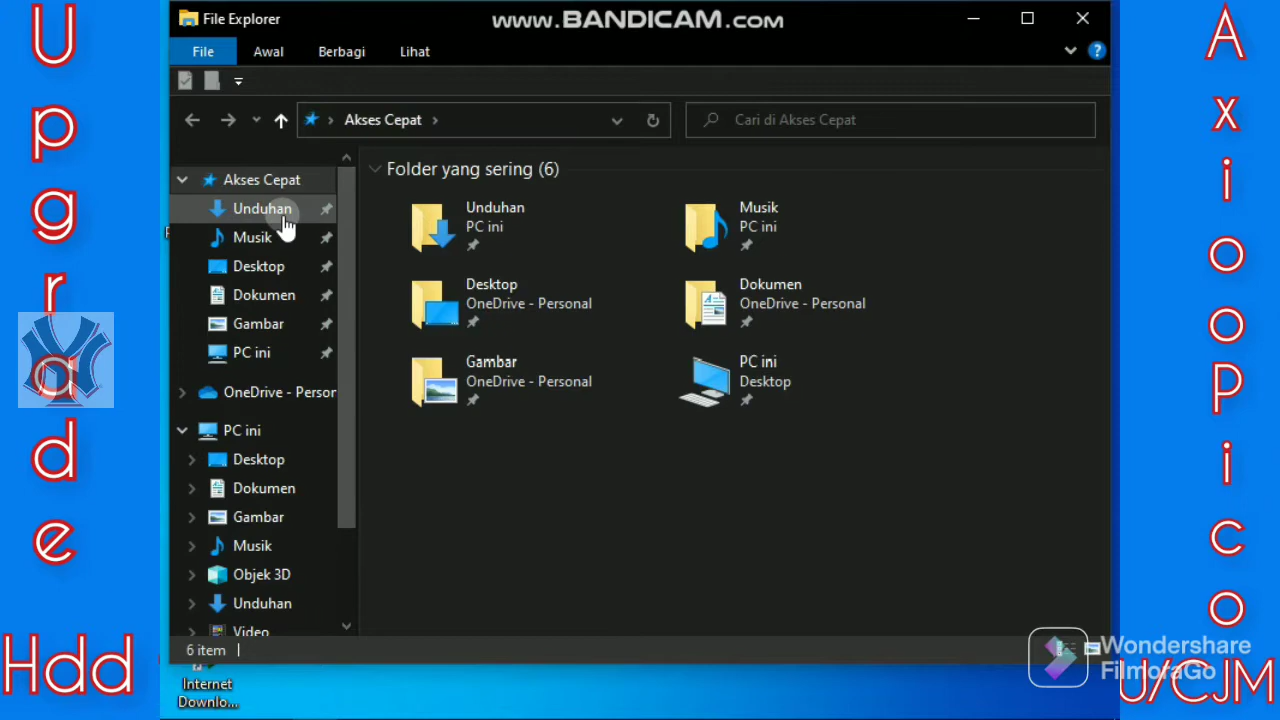 Upgrade
Hdd
File Explorer
www.BANDICAM.com
File
Awal
Berbagi
Lihat
?
Akses Cepat
Cari di Akses Cepat
Akses Cepat
Unduhan
Musik
Desktop
Dokumen
Gambar
PC ini
OneDrive - Person
PC ini
Desktop
Dokumen
Gambar
Musik
Objek 3D
Unduhan
Video
Folder yang sering (6)
Unduhan
PC ini
Musik
PC ini
Desktop
OneDrive - Personal
Dokumen
OneDrive - Personal
Gambar
OneDrive - Personal
PC ini
Desktop
6 item
Internet
Downlo...
Wondershare
FilmoraGo
AxiooPico
U/CJM